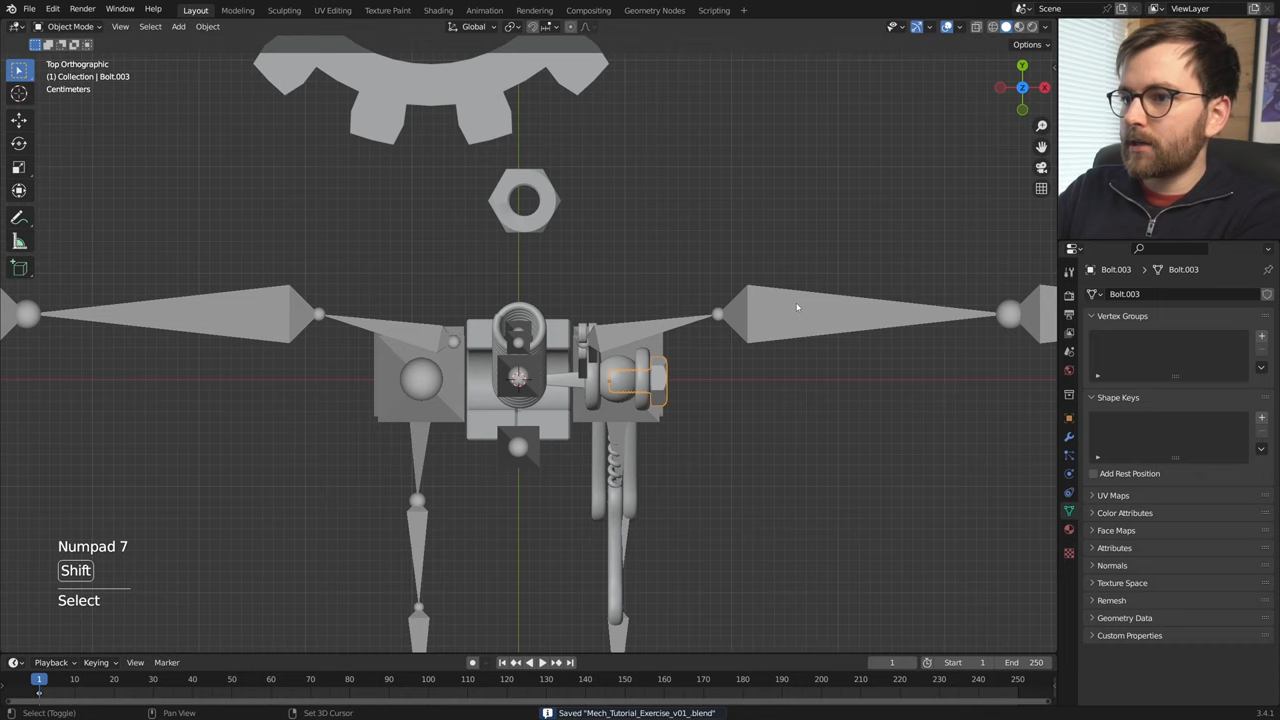 File Edit Render Window Help
Layout Modeling Sculpting UV Editing Texture Paint Shading Animation Rendering Compositing Geometry Nodes Scripting
Scene
ViewLayer
Object Mode View Select Add Object
Global
Options
Top Orthographic
(1) Collection | Bolt.003
Centimeters
Y
Z
X
Bolt.003 > Bolt.003
Bolt.003
Vertex Groups
Shape Keys
Add Rest Position
UV Maps
Color Attributes
Face Maps
Attributes
Normals
Texture Space
Remesh
Geometry Data
Custom Properties
Numpad 7
Shift
Select
Playback Keying View Marker
1
Start 1
End 250
1 10 20 30 40 50 60 70 80 90 100 110 120 130 140 150 160 170 180 190 200 210 220 230 240 250
Select (Toggle) Pan View Set 3D Cursor
Saved "Mech_Tutorial_Exercise_v01_.blend"
3.4.1